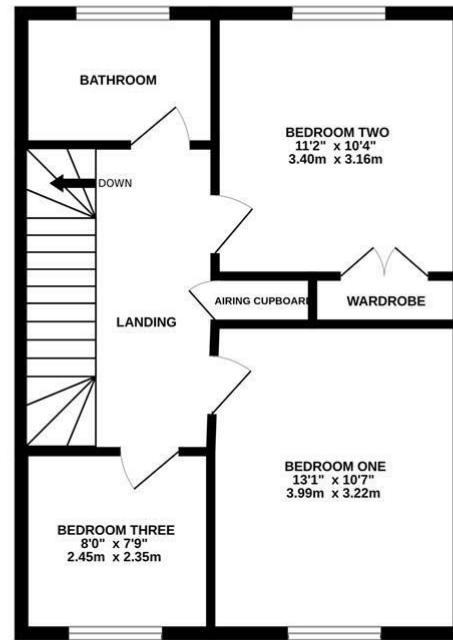 BATHROOM
BEDROOM TWO
11'2" x 10'4"
3.40m x 3.16m
DOWN
AIRING CUPBOARD
WARDROBE
LANDING
BEDROOM ONE
13'1" x 10'7"
3.99m x 3.22m
BEDROOM THREE
8'0" x 7'9"
2.45m x 2.35m